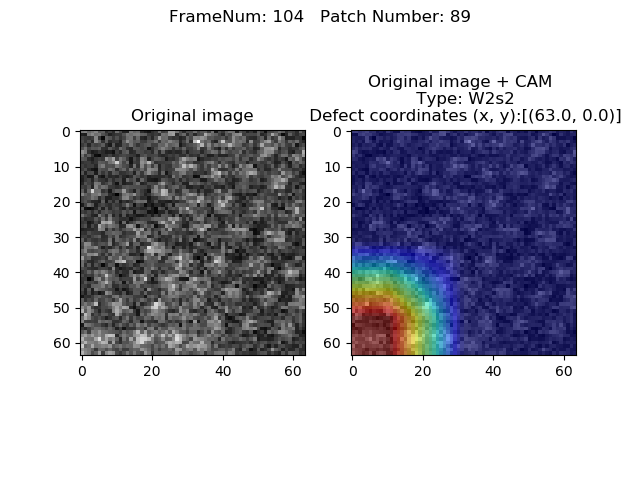 FrameNum: 104   Patch Number: 89
Original image
Original image + CAM
Type: W2s2
Defect coordinates (x, y):[(63.0, 0.0)]
0
10
20
30
40
50
60
0 20 40 60
0
10
20
30
40
50
60
0 20 40 60